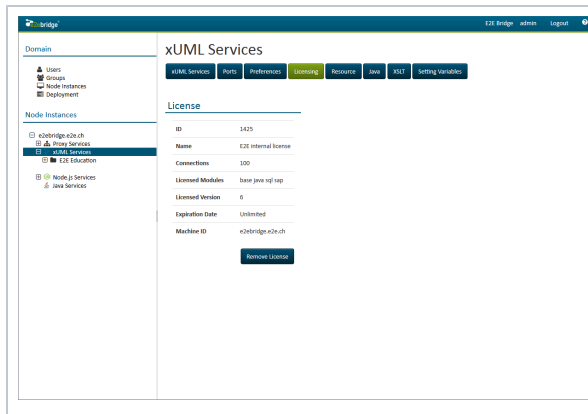 e2ebridge
E2E Bridge admin Logout
Domain
Users
Groups
Node Instances
Deployment
Node Instances
e2ebridge.e2e.ch
Proxy Services
xUML Services
E2E Education
Node.js Services
Java Services
xUML Services
xUML Services Ports Preferences Licensing Resource Java XSLT Setting Variables
License
ID 1425
Name E2E internal license
Connections 100
Licensed Modules base java sql sap
Licensed Version 6
Expiration Date Unlimited
Machine ID e2ebridge.e2e.ch
Remove License